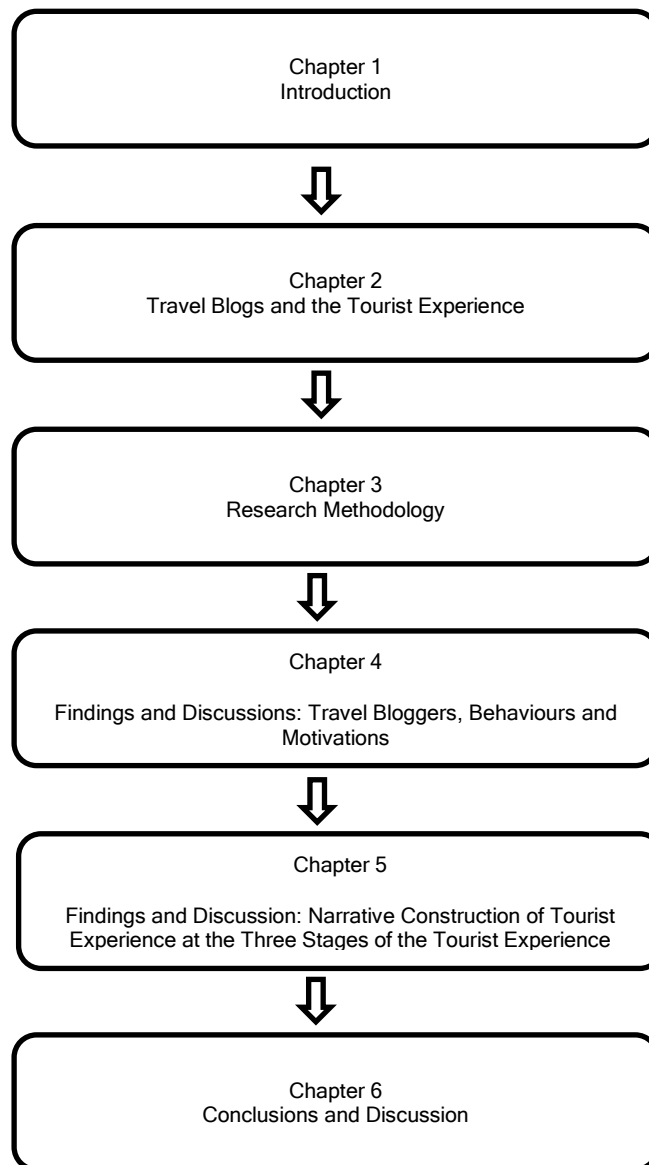 Chapter 1
Introduction
Chapter 2
Travel Blogs and the Tourist Experience
Chapter 3
Research Methodology
Chapter 4
Findings and Discussions: Travel Bloggers, Behaviours and
Motivations
Chapter 5
Findings and Discussion: Narrative Construction of Tourist
Experience at the Three Stages of the Tourist Experience
Chapter 6
Conclusions and Discussion